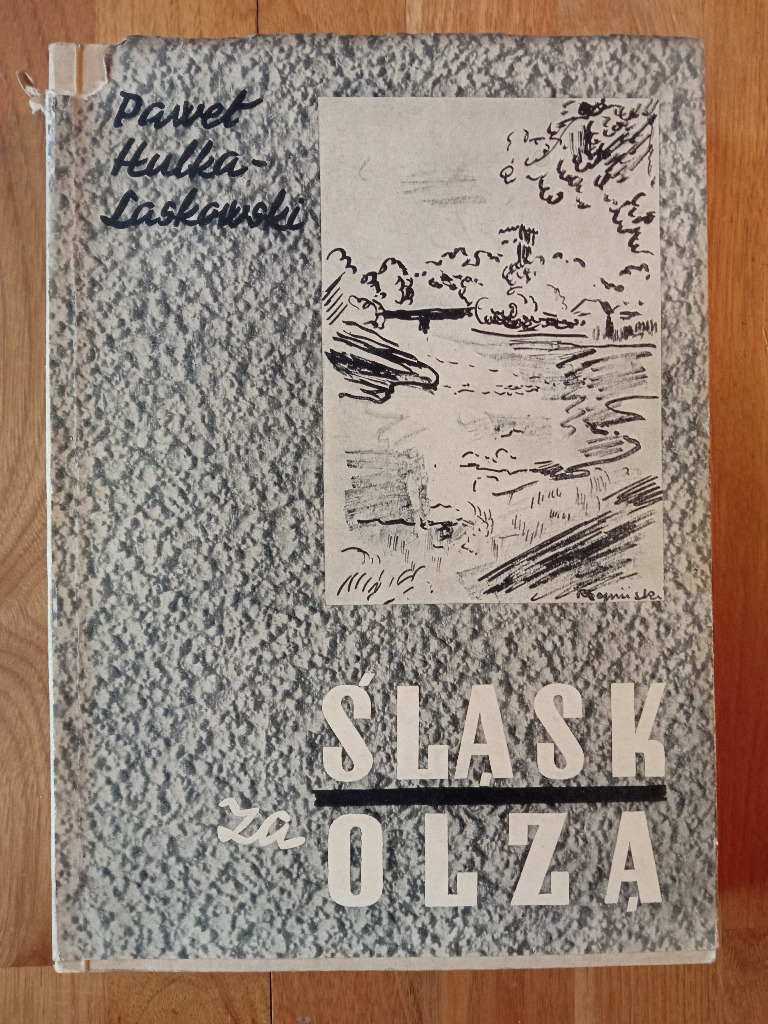 Paweł
Hulka-
Laskowski
ŚLĄSK
za
OLZĄ